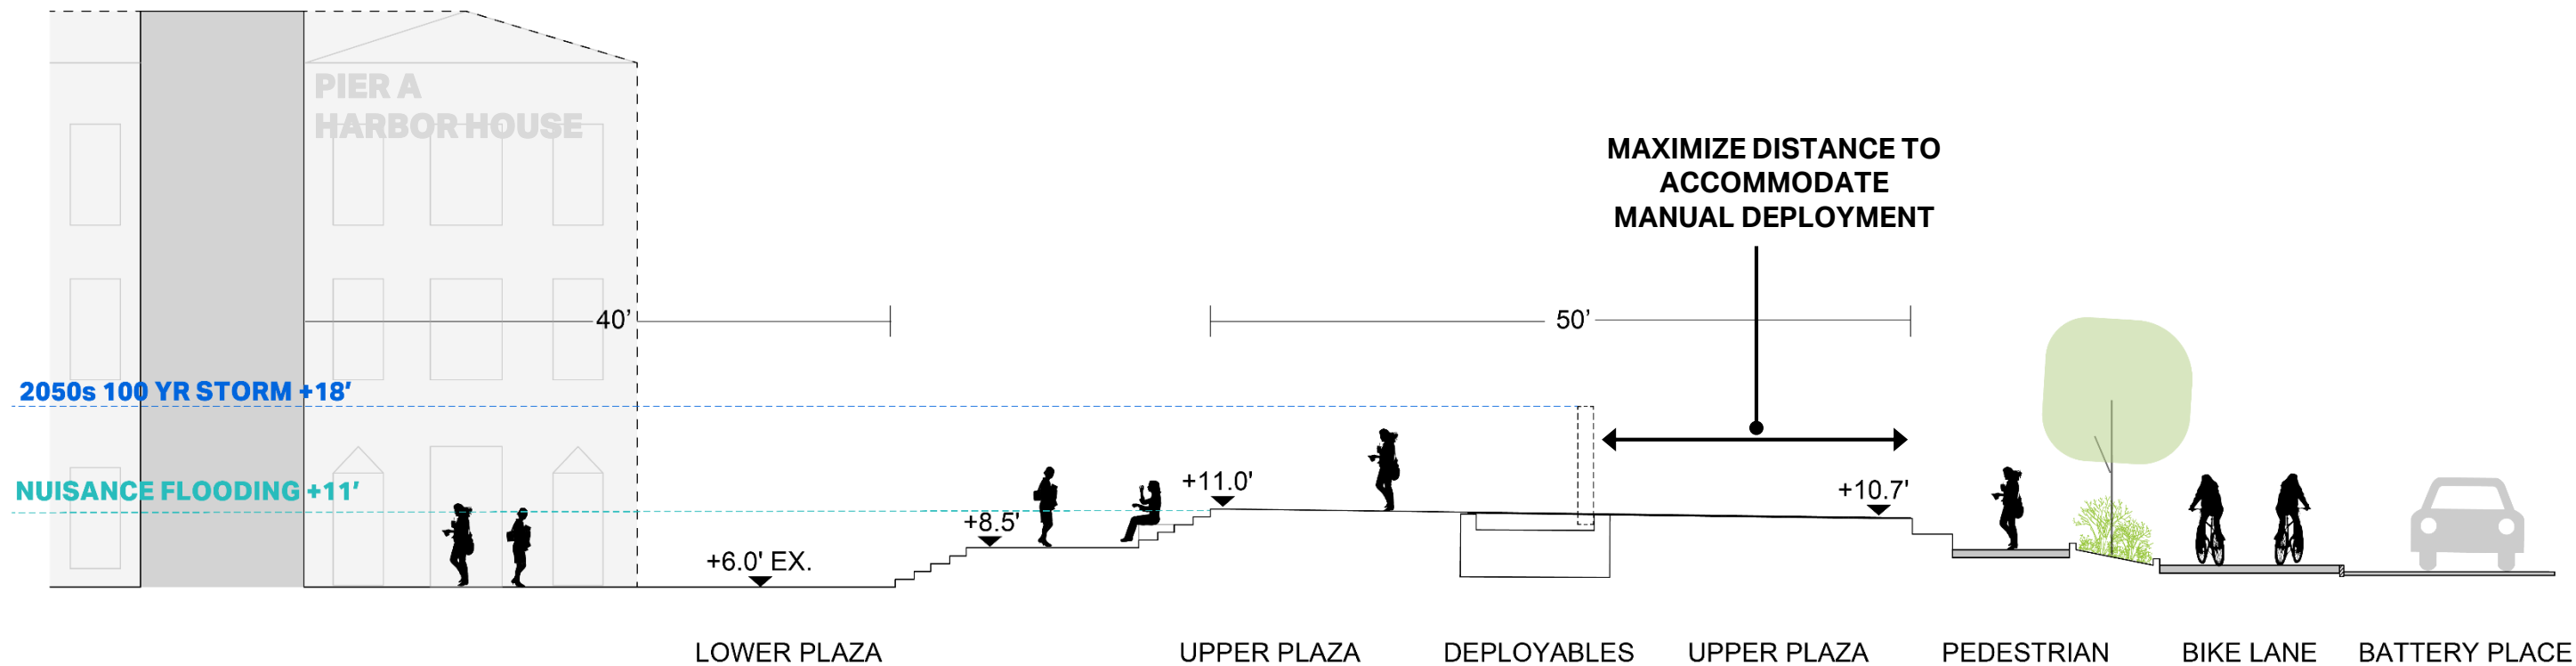 PIER A
HARBOR HOUSE
MAXIMIZE DISTANCE TO
ACCOMMODATE
MANUAL DEPLOYMENT
40’
50’
2050s 100 YR STORM +18’
NUISANCE FLOODING +11’
+11.0'
+10.7'
+8.5'
+6.0' EX.
LOWER PLAZA
UPPER PLAZA
DEPLOYABLES
UPPER PLAZA
PEDESTRIAN
BIKE LANE
BATTERY PLACE